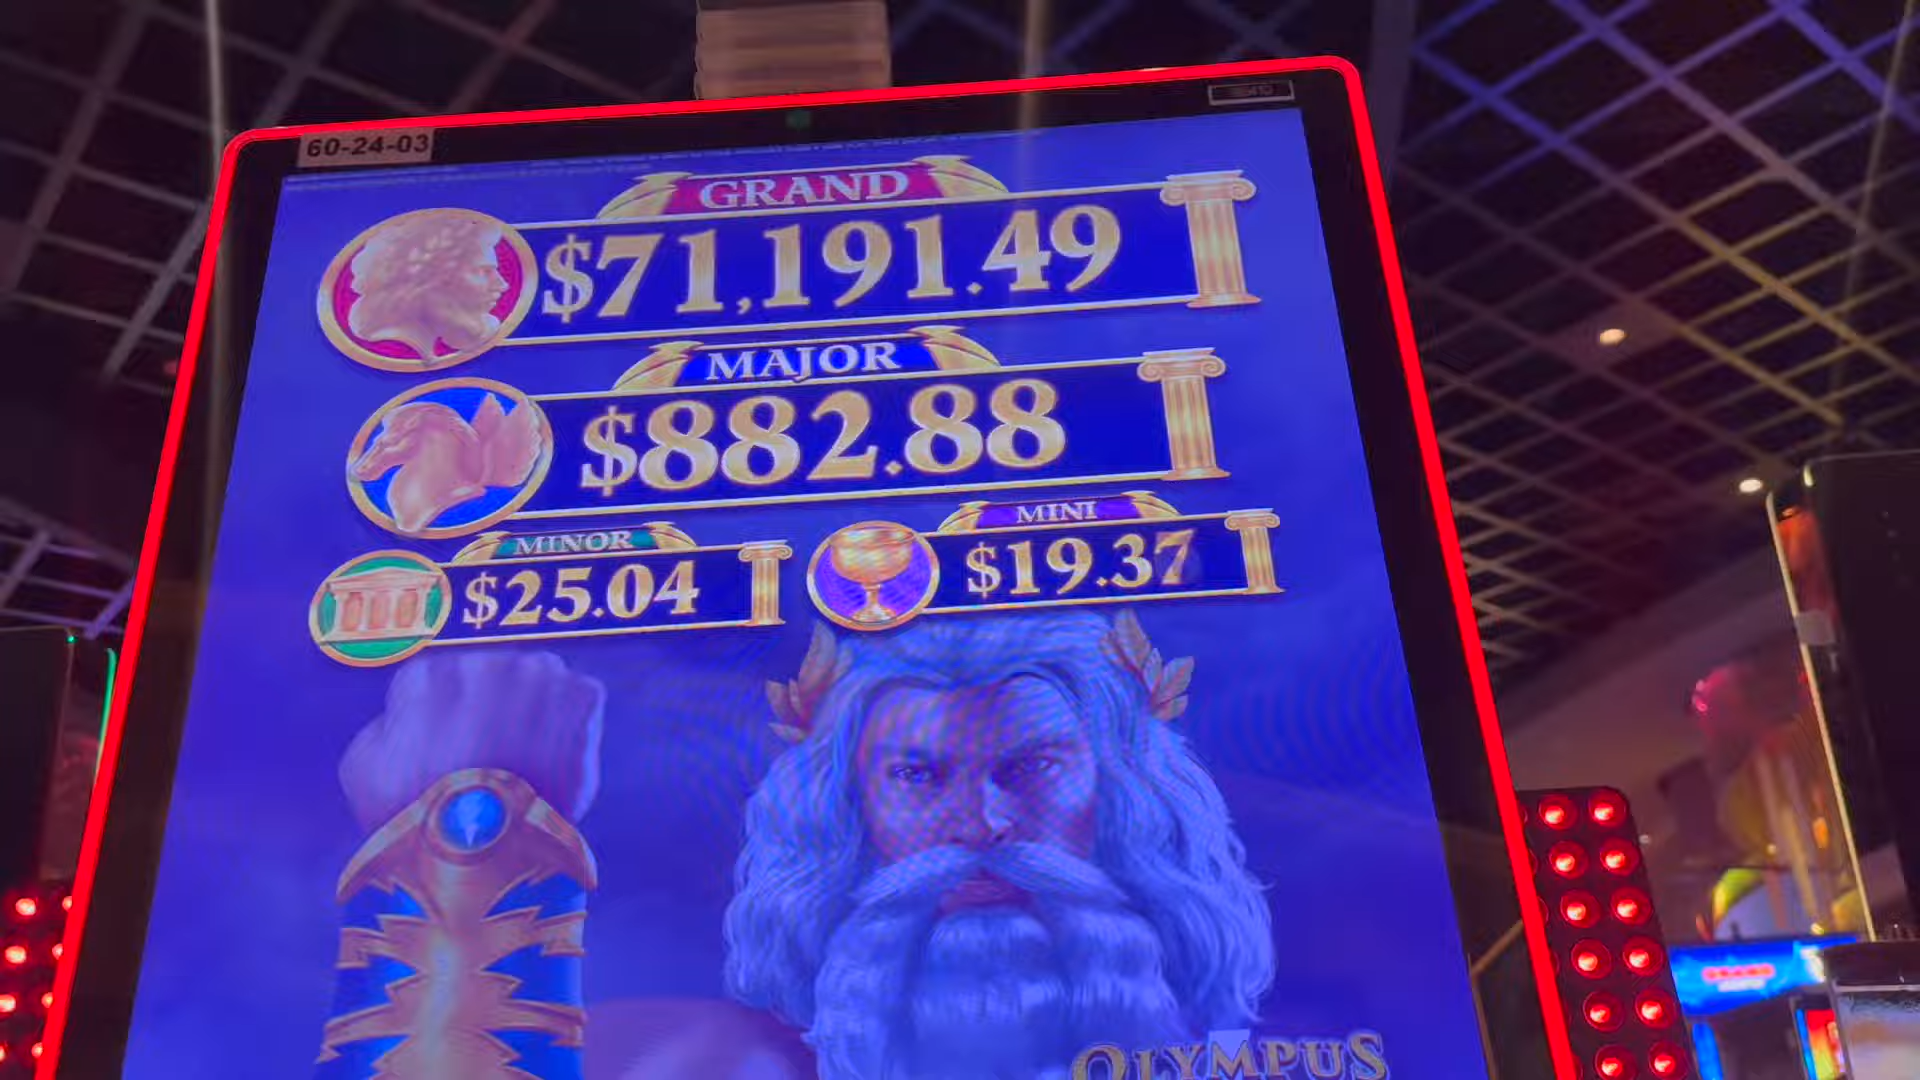 60-24-03
GRAND
$71,191.49
MAJOR
$882.88
MINOR
$25.04
MINI
$19.37
OLYMPUS